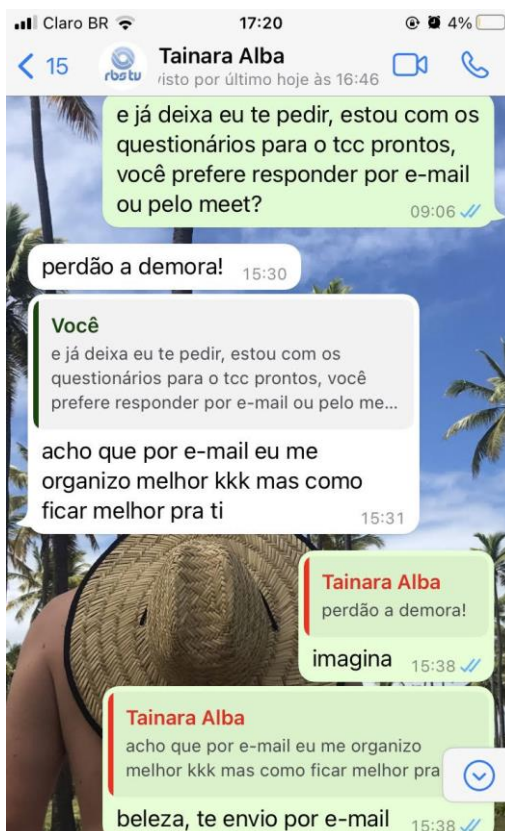 Claro BR 17:20 4%
15 Tainara Alba
visto por último hoje às 16:46
rbstv
e já deixa eu te pedir, estou com os
questionários para o tcc prontos,
você prefere responder por e-mail
ou pelo meet?
09:06
perdão a demora! 15:30
Você
e já deixa eu te pedir, estou com os
questionários para o tcc prontos, você
prefere responder por e-mail ou pelo me...
acho que por e-mail eu me
organizo melhor kkk mas como
ficar melhor pra ti
15:31
Tainara Alba
perdão a demora!
imagina 15:38
Tainara Alba
acho que por e-mail eu me organizo
melhor kkk mas como ficar melhor pra
beleza, te envio por e-mail 15:38